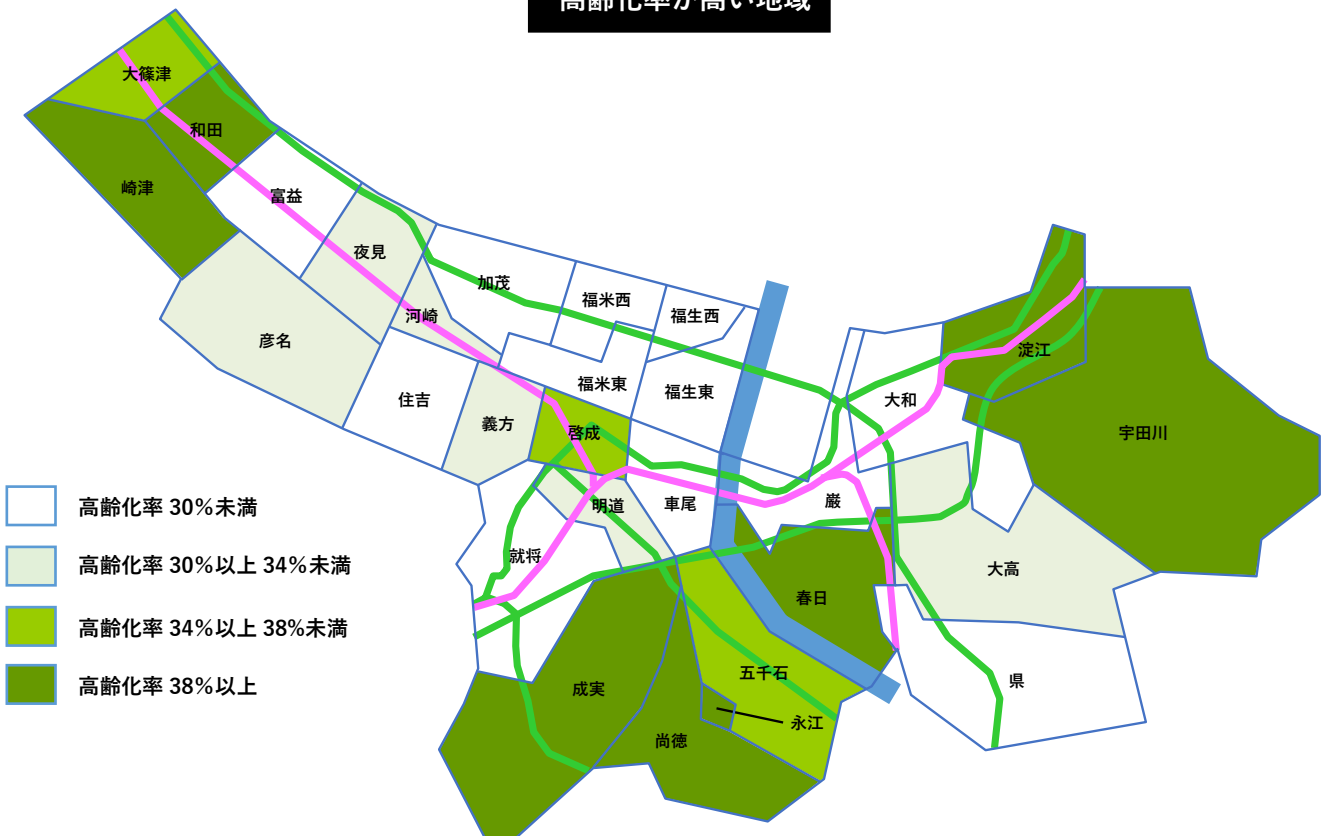 高齢化率が高い地域
大篠津
和田
崎津
富益
夜見
加茂
福米西
福生西
河崎
彦名
淀江
福米東
福生東
住吉
大和
義方
啓成
宇田川
車尾
巌
明道
就将
大高
春日
五千石
県
成実
永江
尚徳
高齢化率 30%未満
高齢化率 30%以上 34%未満
高齢化率 34%以上 38%未満
高齢化率 38%以上